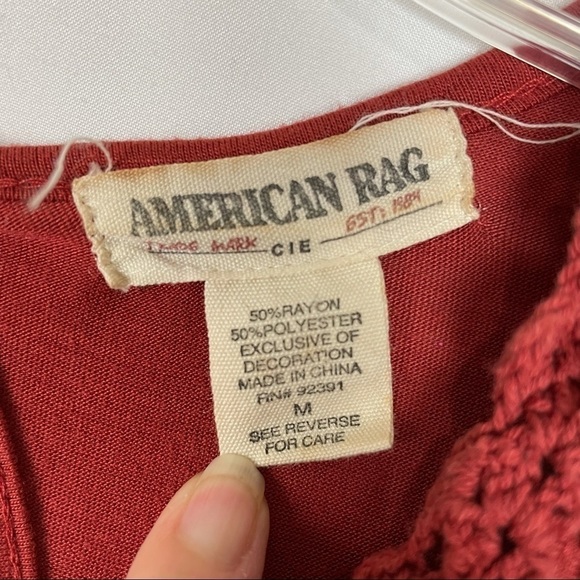 AMERICAN RAG
TRADE MARK
CIE
EST: 1984
50%RAYON
50%POLYESTER
EXCLUSIVE OF
DECORATION
MADE IN CHINA
RN# 92391
M
SEE REVERSE
FOR CARE